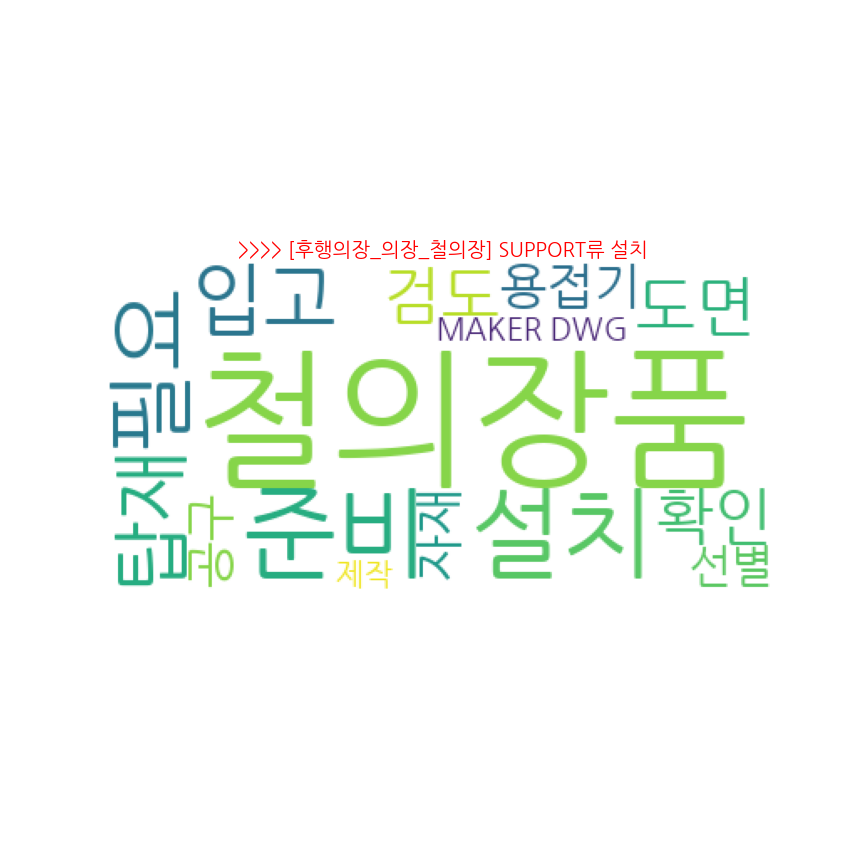 >>>> [후행의장_의장_철의장] SUPPORT류 설치
필요
입고
검도
용접기
도면
MAKER DWG
철의장품
탑재
공구
준비
자재
설치
확인
제작
선별